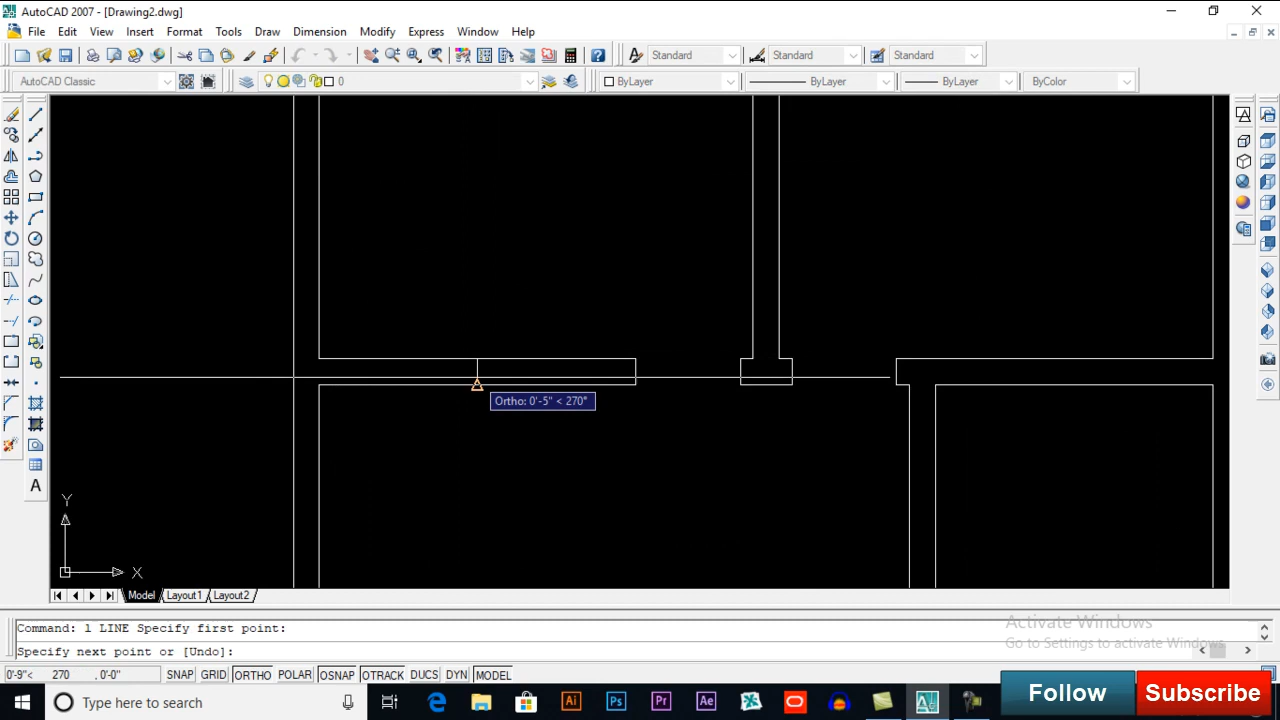 AutoCAD 2007 - [Drawing2.dwg]
File Edit View Insert Format Tools Draw Dimension Modify Express Window Help
Standard Standard Standard
AutoCAD Classic 0 ByLayer ByLayer ByLayer ByColor
Ortho: 0'-5" < 270°
Y
X
Model Layout1 Layout2
Command: l LINE Specify first point:
Specify next point or [Undo]:
Activate Windows
Go to Settings to activate Windows.
0'-9"< 270 , 0'-0" SNAP GRID ORTHO POLAR OSNAP OTRACK DUCS DYN MODEL
Type here to search
Follow Subscribe